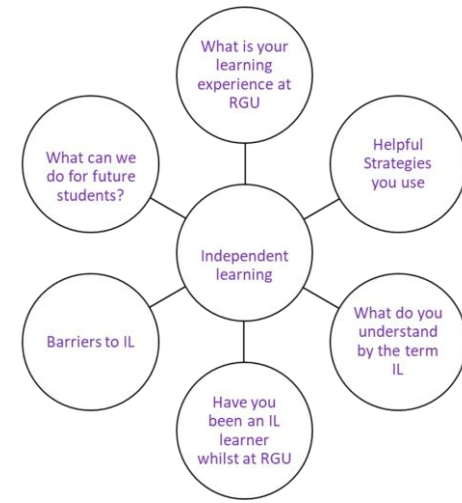 What is your
learning
experience at
RGU
Helpful
Strategies
you use
What do you
understand
by the term
IL
Have you
been an IL
learner
whilst at RGU
Barriers to IL
What can we
do for future
students?
Independent
learning